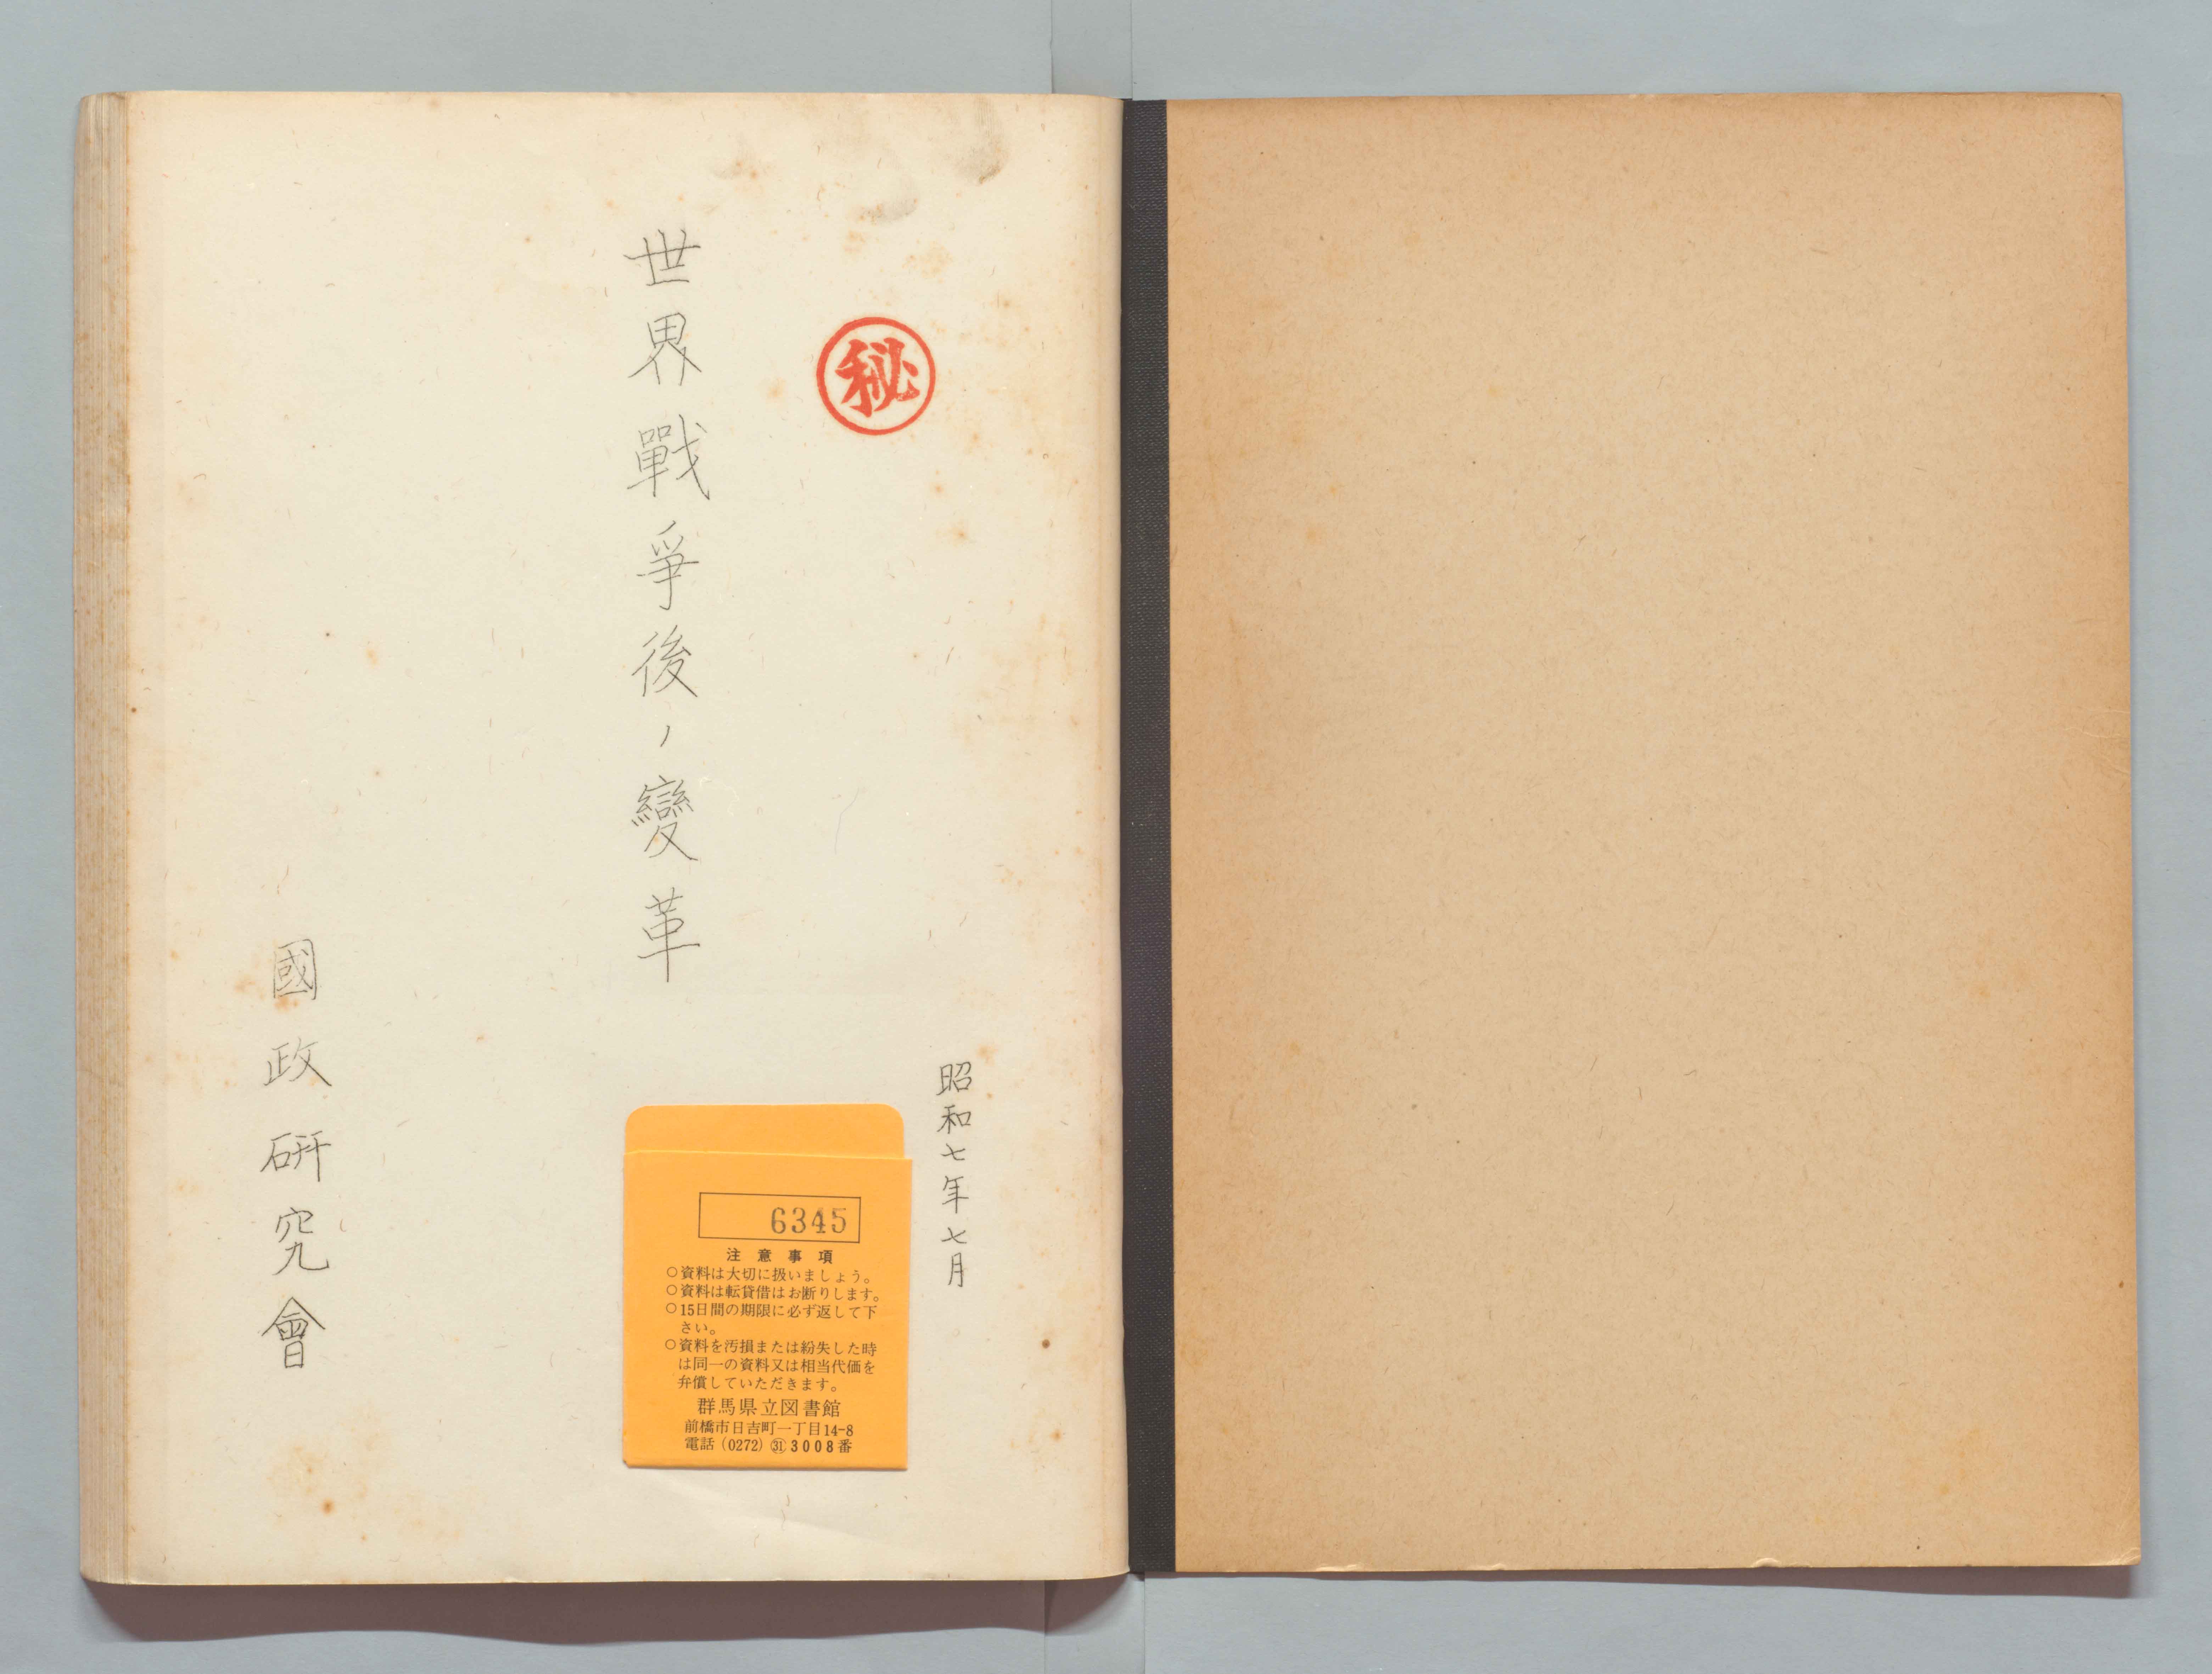 ㊙
昭和七年七月
世界戰爭後ノ變革
國政研究會
6345
注意事項
○資料は大切に扱いましょう。
○資料は転貸借はお断りします。
○15日間の期限に必ず返して下
さい。
○資料を汚損または紛失した時
は同一の資料又は相当代価を
弁償していただきます。
群馬県立図書館
前橋市日吉町一丁目14-8
電話(0272)㉛3008番